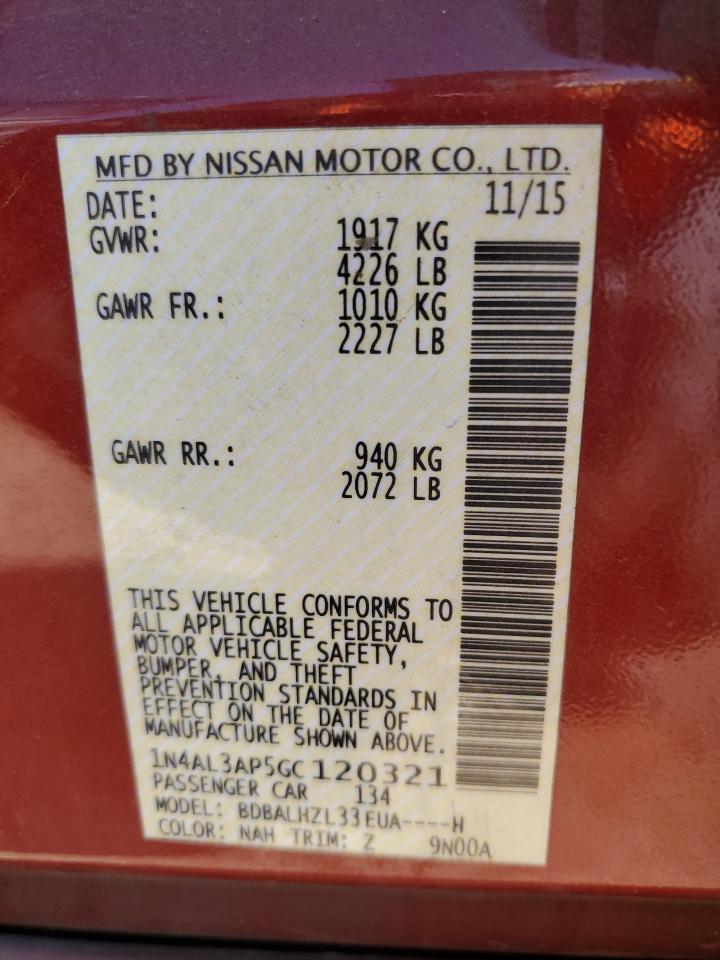 MFD BY NISSAN MOTOR CO., LTD.
DATE: 11/15
GVWR: 1917 KG
4226 LB
GAWR FR.: 1010 KG
2227 LB
GAWR RR.: 940 KG
2072 LB
THIS VEHICLE CONFORMS TO
ALL APPLICABLE FEDERAL
MOTOR VEHICLE SAFETY,
BUMPER, AND THEFT
PREVENTION STANDARDS IN
EFFECT ON THE DATE OF
MANUFACTURE SHOWN ABOVE.
1N4AL3AP5GC120321
PASSENGER CAR 134
MODEL: BDBALHZL33EUA----H
COLOR: NAH TRIM: Z 9N00A